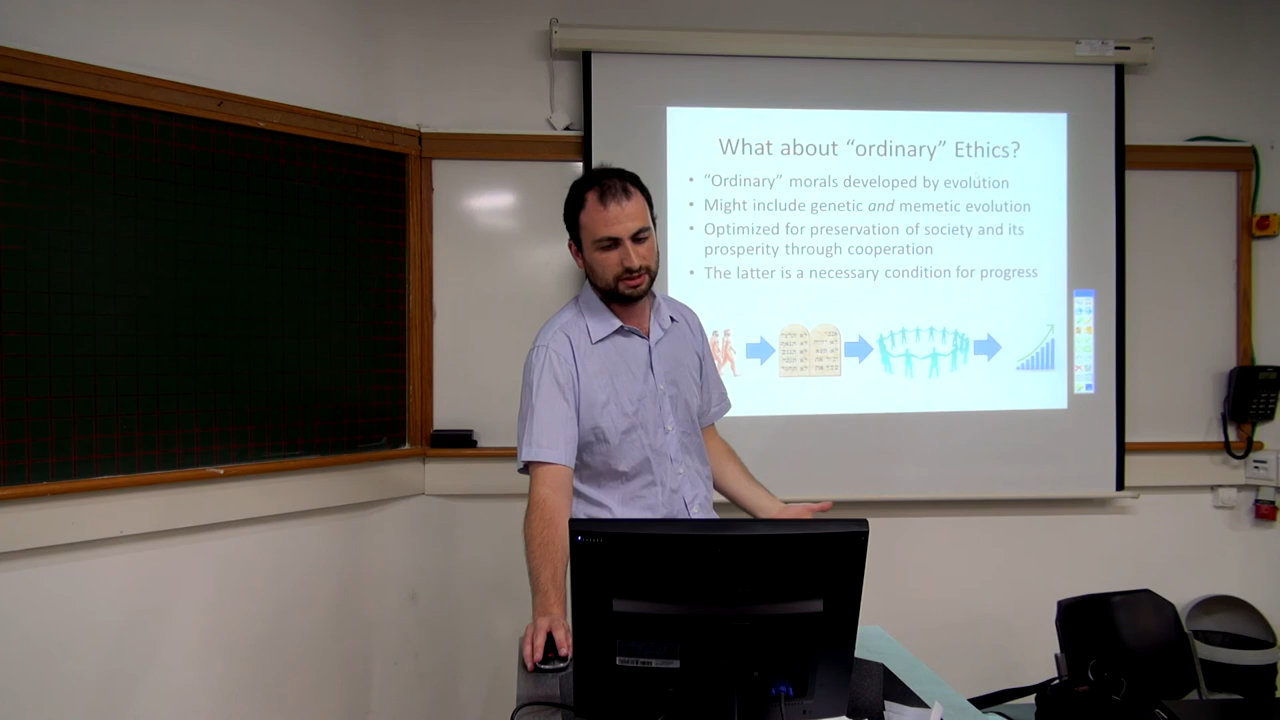 What about “ordinary” Ethics?
• “Ordinary” morals developed by evolution
• Might include genetic and memetic evolution
• Optimized for preservation of society and its
prosperity through cooperation
• The latter is a necessary condition for progress